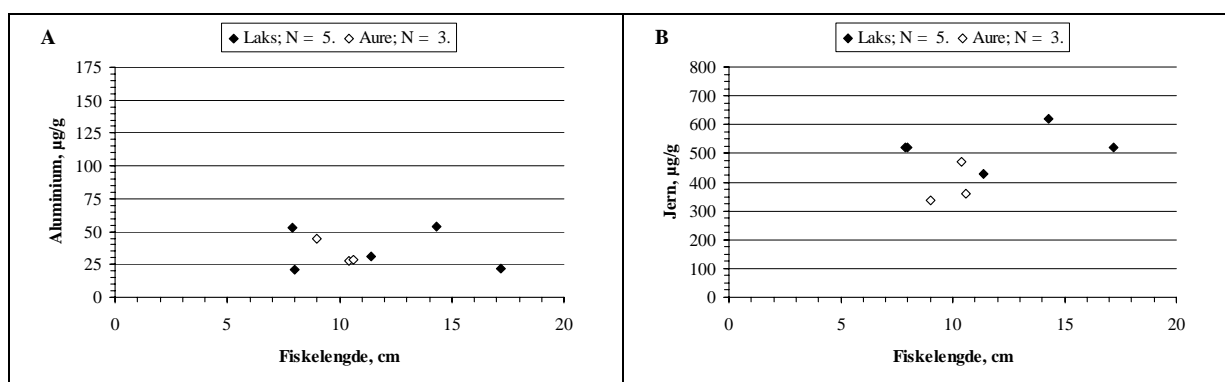 A
◆ Laks; N = 5. ◇ Aure; N = 3.
Aluminium, µg/g
175
150
125
100
75
50
25
0
0 5 10 15 20
Fiskelengde, cm
B
◆ Laks; N = 5. ◇ Aure; N = 3.
Jern, µg/g
800
700
600
500
400
300
200
100
0
0 5 10 15 20
Fiskelengde, cm